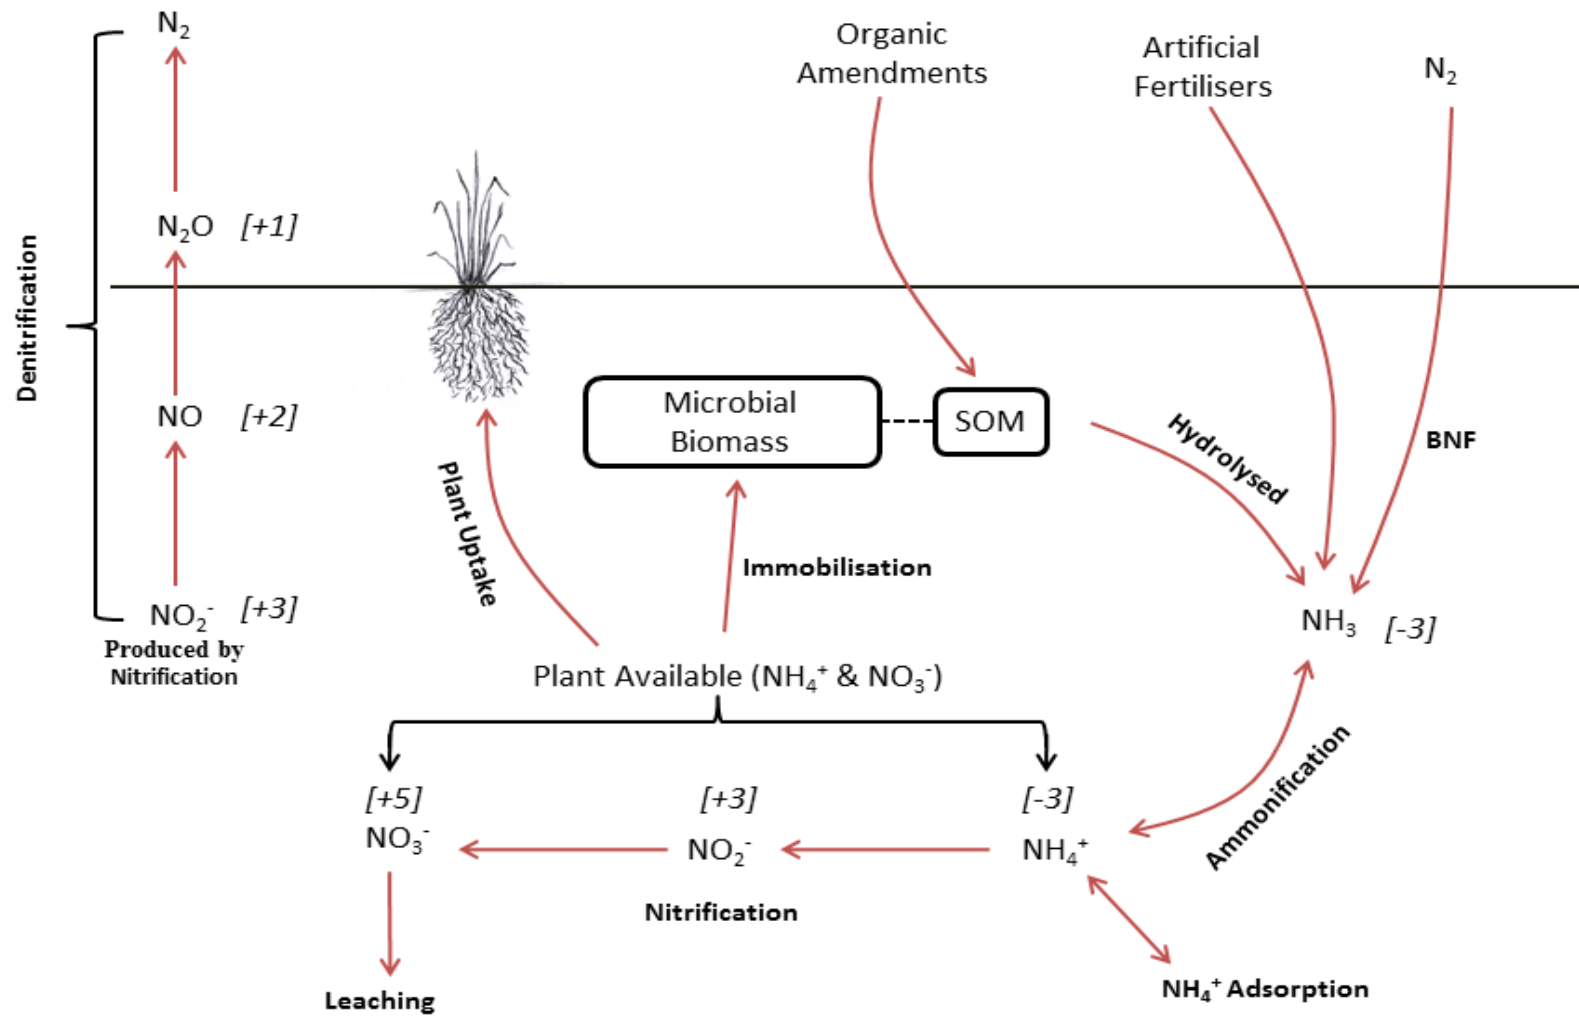 N₂
Organic
Amendments
Artificial
Fertilisers
N₂
Denitrification
N₂O [+1]
NO [+2]
NO₂⁻ [+3]
Produced by
Nitrification
Microbial
Biomass
SOM
Hydrolysed
BNF
Plant Uptake
Immobilisation
NH₃ [-3]
Plant Available (NH₄⁺ & NO₃⁻)
Ammonification
[+5]
NO₃⁻
[+3]
NO₂⁻
[-3]
NH₄⁺
Nitrification
Leaching
NH₄⁺ Adsorption